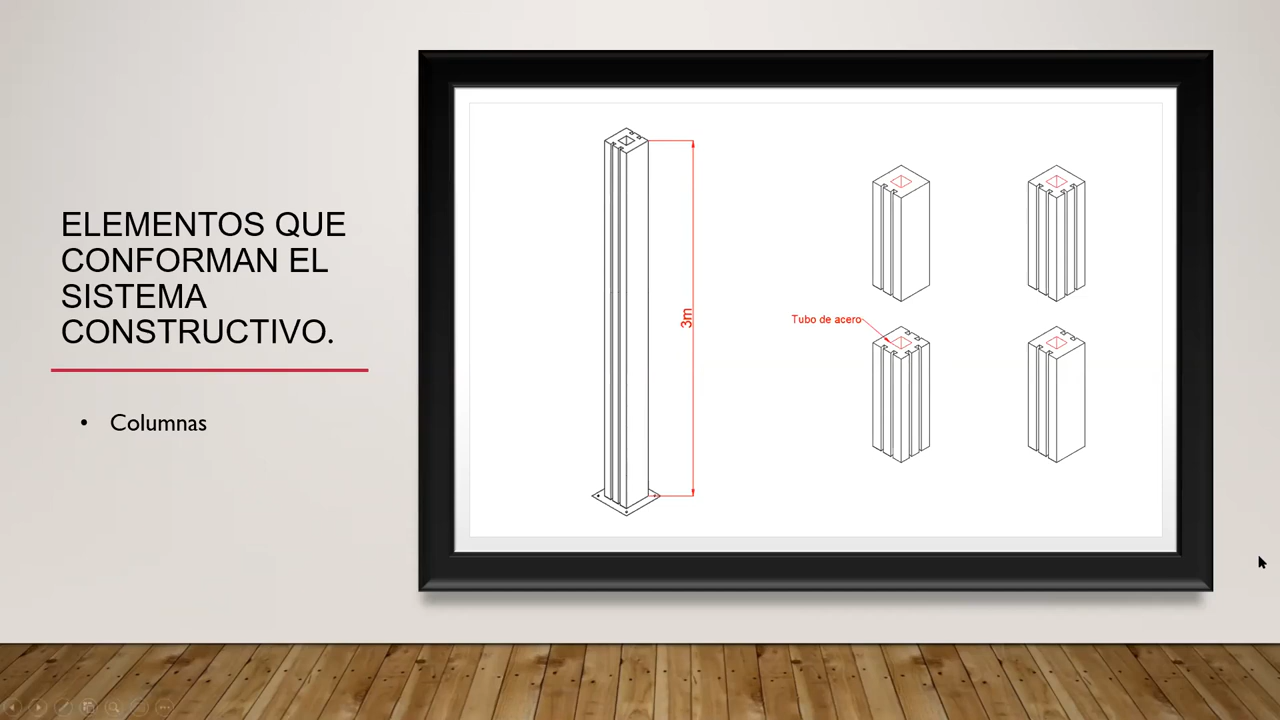 ELEMENTOS QUE
CONFORMAN EL
SISTEMA
CONSTRUCTIVO.
• Columnas
3m
Tubo de acero